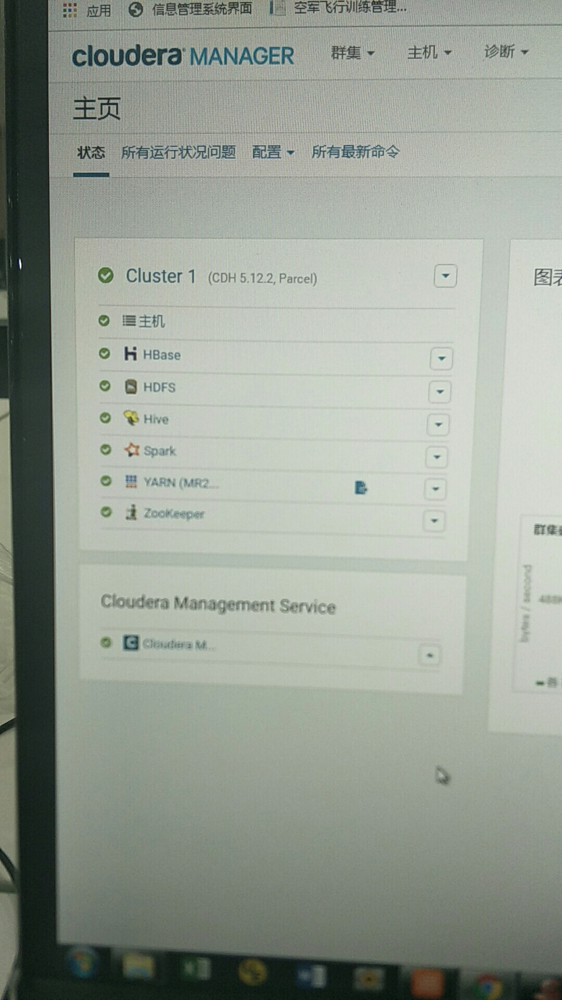 应用 信息管理系统界面 空军飞行训练管理...
cloudera MANAGER 群集 主机 诊断
主页
状态 所有运行状况问题 配置 所有最新命令
Cluster 1 (CDH 5.12.2, Parcel)
图表
主机
HBase
HDFS
Hive
Spark
YARN (MR2...
ZooKeeper
群集
bytes / second
Cloudera Management Service
Cloudera M...